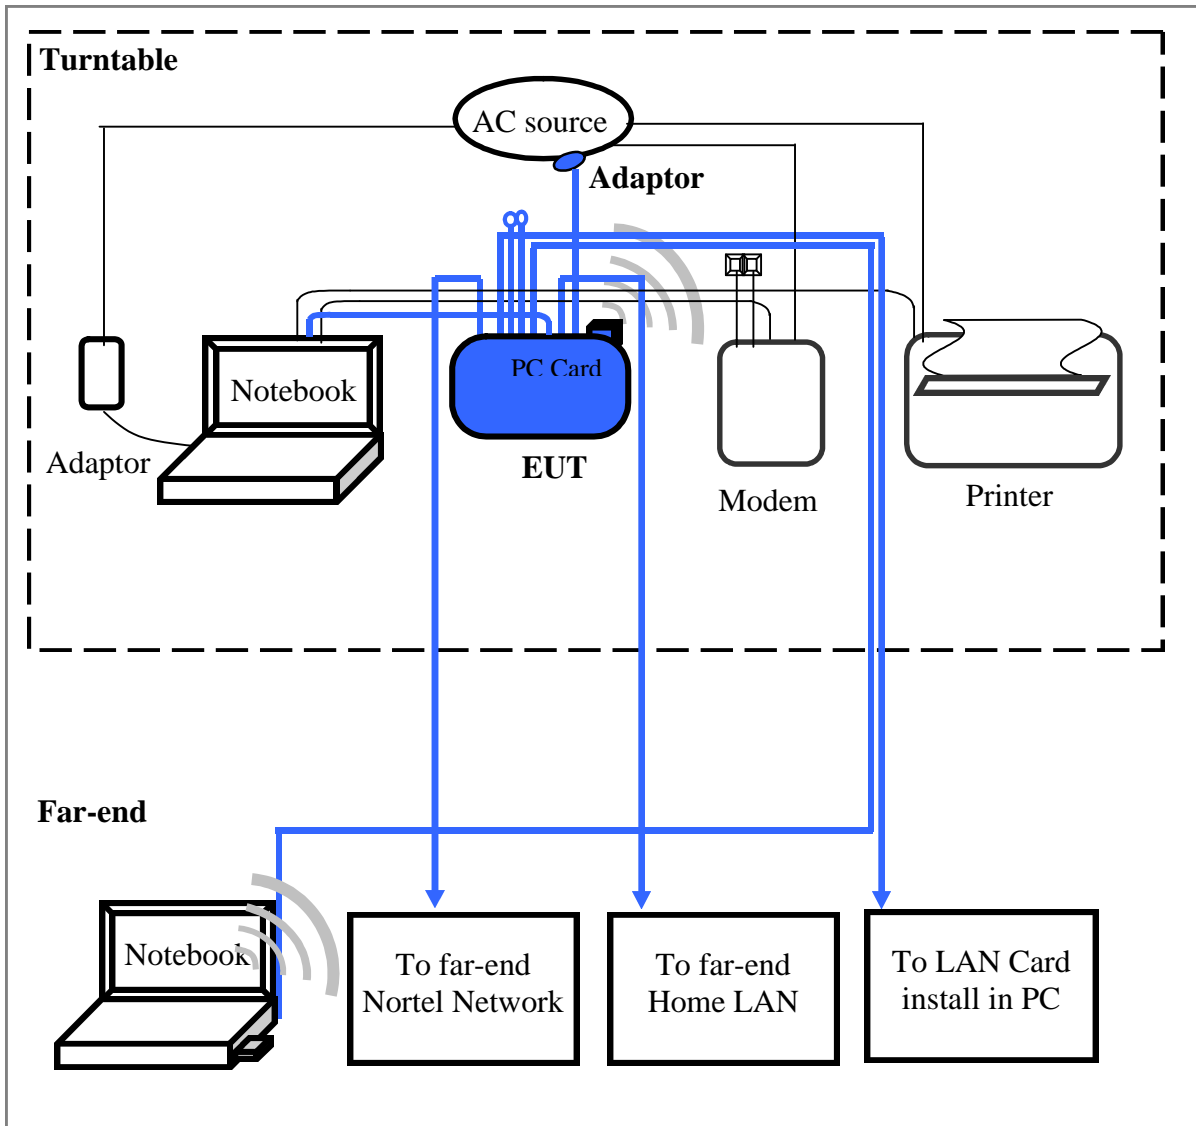 Turntable
AC source
Adaptor
PC Card
Notebook
Adaptor
EUT
Modem
Printer
Far-end
Notebook
To far-end
Nortel Network
To far-end
Home LAN
To LAN Card
install in PC